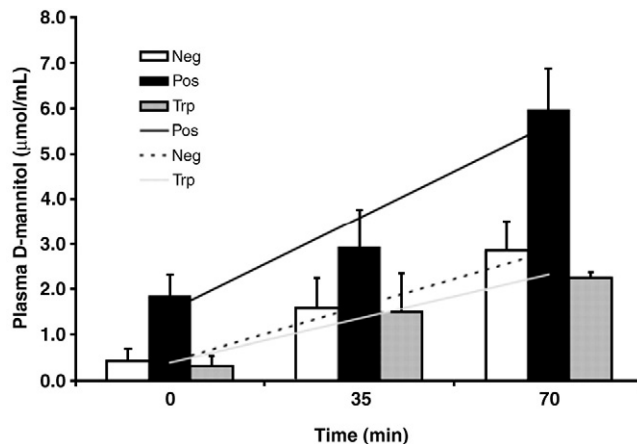 Plasma D-mannitol (μmol/mL)
8.0
7.0
6.0
5.0
4.0
3.0
2.0
1.0
0.0
Neg
Pos
Trp
Pos
Neg
Trp
0
35
70
Time (min)